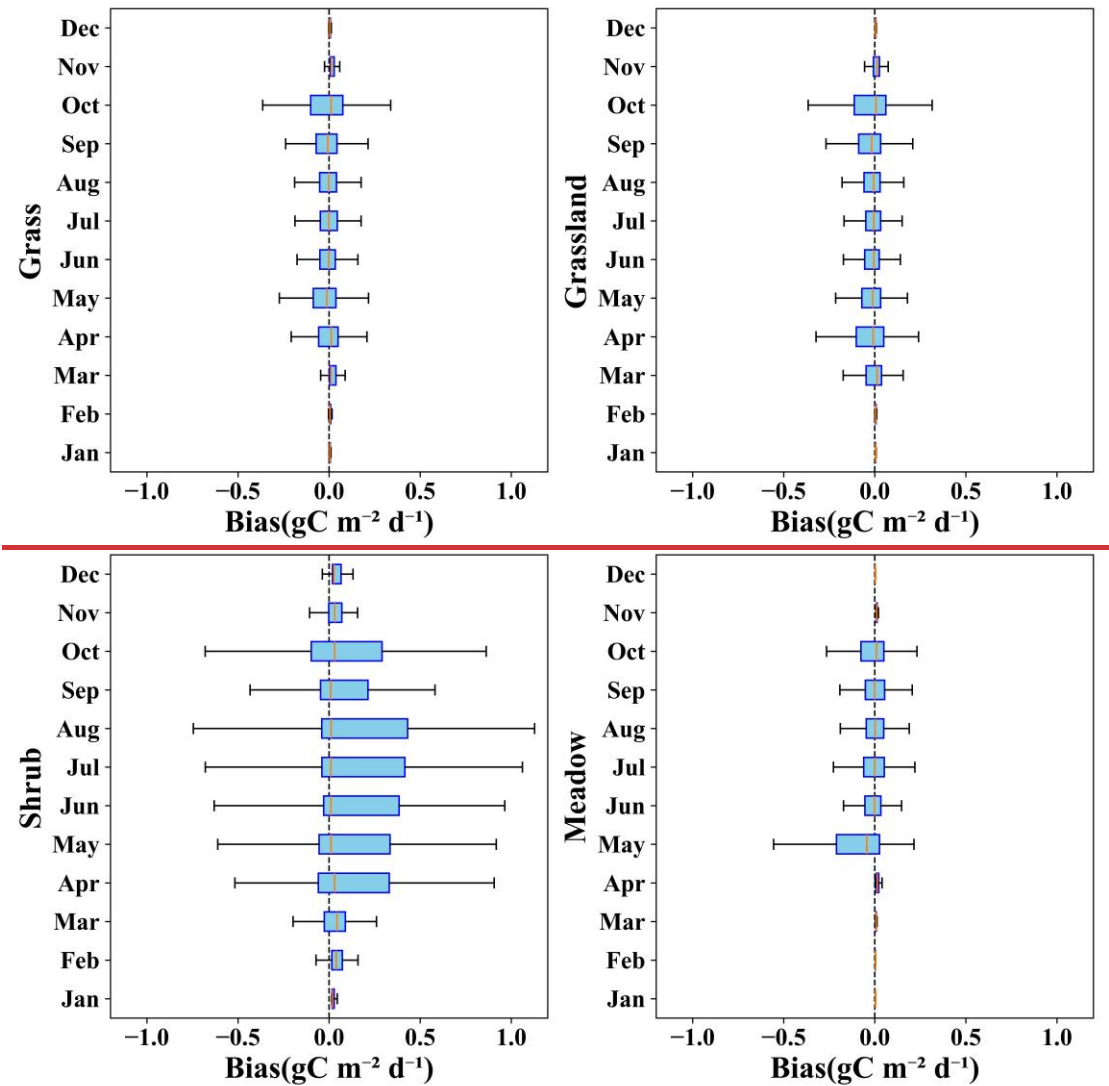 Grass
Dec
Nov
Oct
Sep
Aug
Jul
Jun
May
Apr
Mar
Feb
Jan
−1.0 −0.5 0.0 0.5 1.0
Bias(gC m⁻² d⁻¹)
Grassland
Dec
Nov
Oct
Sep
Aug
Jul
Jun
May
Apr
Mar
Feb
Jan
−1.0 −0.5 0.0 0.5 1.0
Bias(gC m⁻² d⁻¹)
Shrub
Dec
Nov
Oct
Sep
Aug
Jul
Jun
May
Apr
Mar
Feb
Jan
−1.0 −0.5 0.0 0.5 1.0
Bias(gC m⁻² d⁻¹)
Meadow
Dec
Nov
Oct
Sep
Aug
Jul
Jun
May
Apr
Mar
Feb
Jan
−1.0 −0.5 0.0 0.5 1.0
Bias(gC m⁻² d⁻¹)